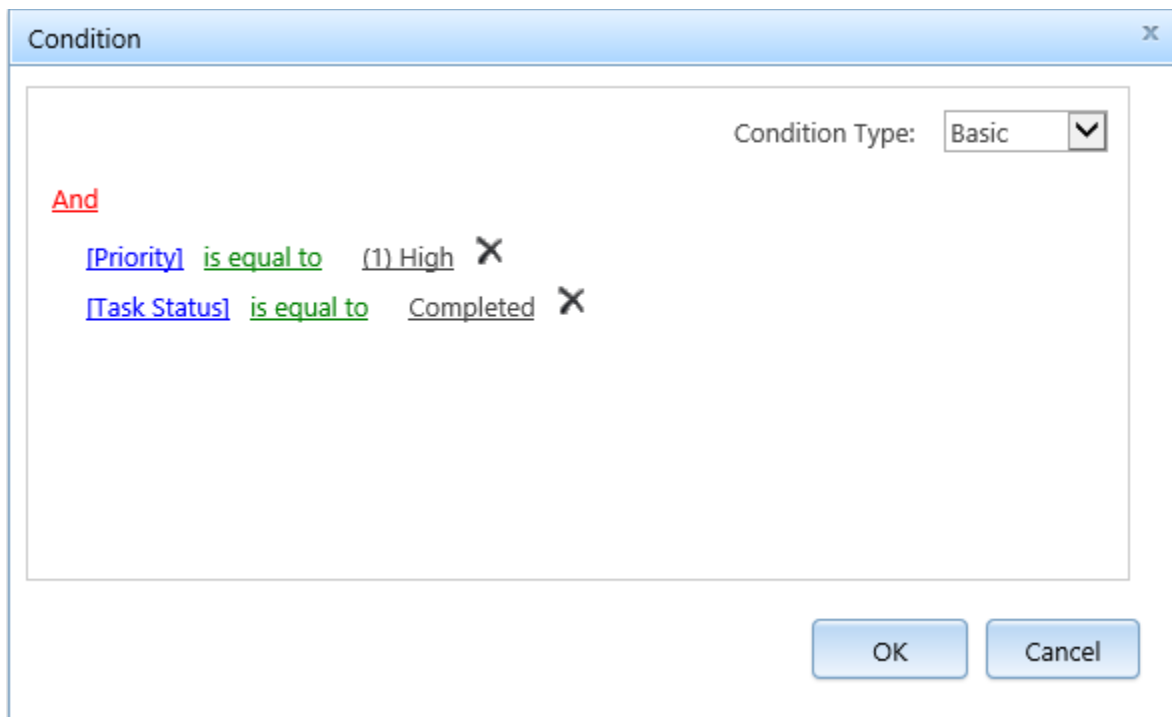 Condition x
Condition Type: Basic
And
[Priority] is equal to (1) High
[Task Status] is equal to Completed
OK Cancel